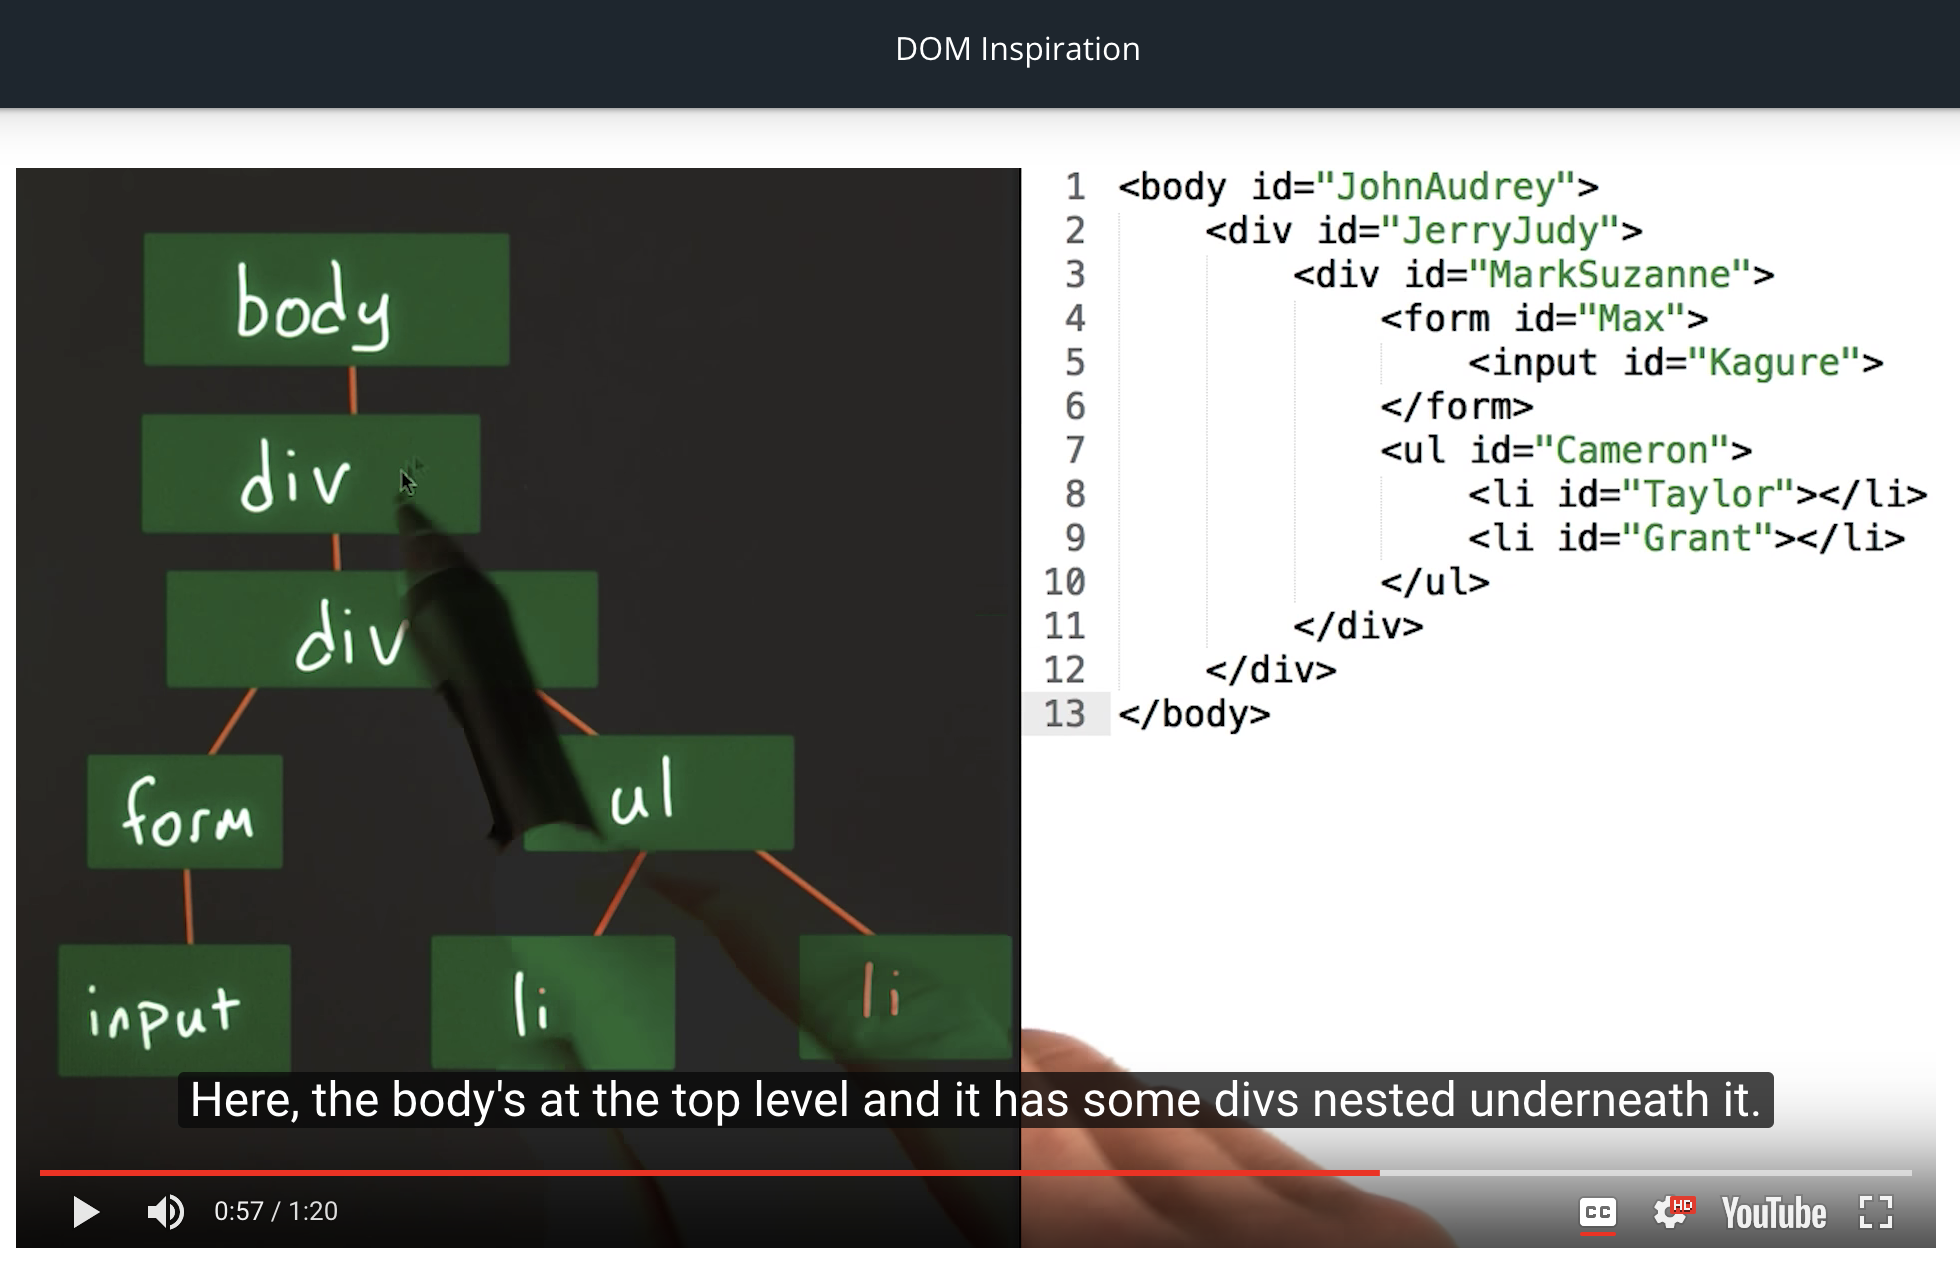 DOM Inspiration
body
div
div
form
ul
input
li
li
1 <body id="JohnAudrey">
2 <div id="JerryJudy">
3 <div id="MarkSuzanne">
4 <form id="Max">
5 <input id="Kagure">
6 </form>
7 <ul id="Cameron">
8 <li id="Taylor"></li>
9 <li id="Grant"></li>
10 </ul>
11 </div>
12 </div>
13 </body>
Here, the body's at the top level and it has some divs nested underneath it.
0:57 / 1:20
CC
HD
YouTube